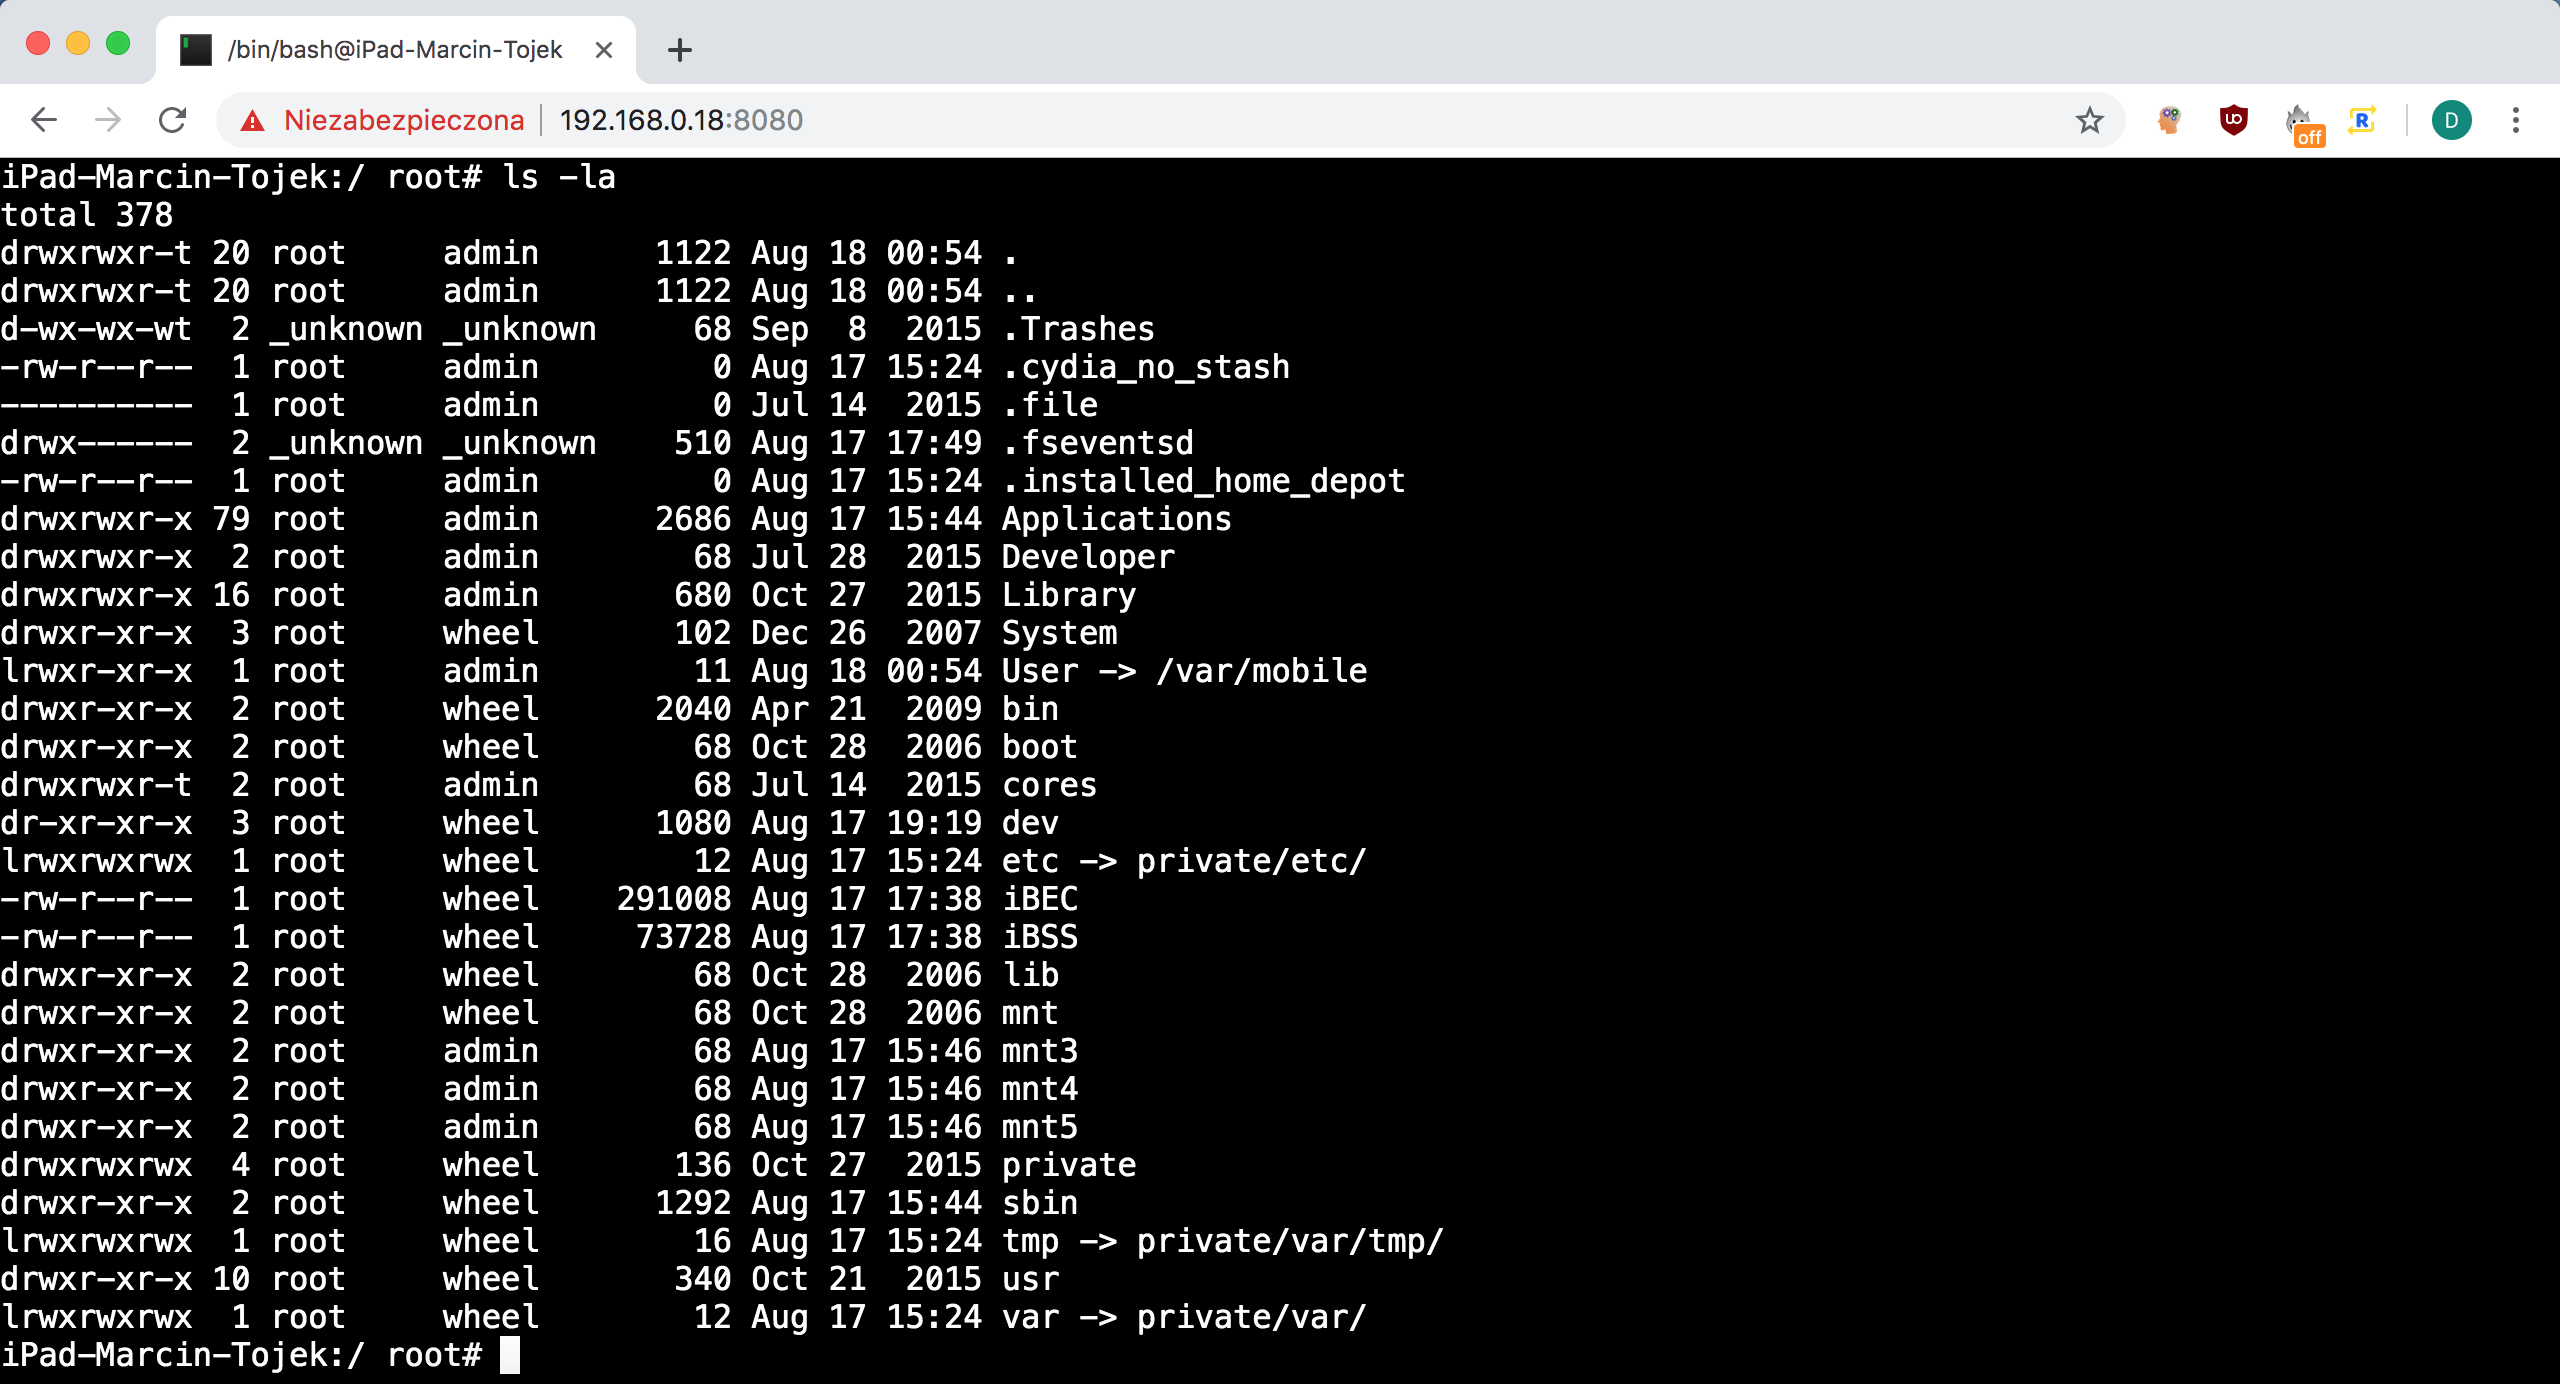 /bin/bash@iPad-Marcin-Tojek
Niezabezpieczona 192.168.0.18:8080 UO off R D
iPad-Marcin-Tojek:/ root# ls -la
total 378
drwxrwxr-t 20 root     admin      1122 Aug 18 00:54 .
drwxrwxr-t 20 root     admin      1122 Aug 18 00:54 ..
d-wx-wx-wt  2 _unknown _unknown     68 Sep  8  2015 .Trashes
-rw-r--r--  1 root     admin         0 Aug 17 15:24 .cydia_no_stash
----------  1 root     admin         0 Jul 14  2015 .file
drwx------  2 _unknown _unknown    510 Aug 17 17:49 .fseventsd
-rw-r--r--  1 root     admin         0 Aug 17 15:24 .installed_home_depot
drwxrwxr-x 79 root     admin      2686 Aug 17 15:44 Applications
drwxrwxr-x  2 root     admin        68 Jul 28  2015 Developer
drwxrwxr-x 16 root     admin       680 Oct 27  2015 Library
drwxr-xr-x  3 root     wheel       102 Dec 26  2007 System
lrwxr-xr-x  1 root     admin        11 Aug 18 00:54 User -> /var/mobile
drwxr-xr-x  2 root     wheel      2040 Apr 21  2009 bin
drwxr-xr-x  2 root     wheel        68 Oct 28  2006 boot
drwxrwxr-t  2 root     admin        68 Jul 14  2015 cores
dr-xr-xr-x  3 root     wheel      1080 Aug 17 19:19 dev
lrwxrwxrwx  1 root     wheel        12 Aug 17 15:24 etc -> private/etc/
-rw-r--r--  1 root     wheel    291008 Aug 17 17:38 iBEC
-rw-r--r--  1 root     wheel     73728 Aug 17 17:38 iBSS
drwxr-xr-x  2 root     wheel        68 Oct 28  2006 lib
drwxr-xr-x  2 root     wheel        68 Oct 28  2006 mnt
drwxr-xr-x  2 root     admin        68 Aug 17 15:46 mnt3
drwxr-xr-x  2 root     admin        68 Aug 17 15:46 mnt4
drwxr-xr-x  2 root     admin        68 Aug 17 15:46 mnt5
drwxrwxrwx  4 root     wheel       136 Oct 27  2015 private
drwxr-xr-x  2 root     wheel      1292 Aug 17 15:44 sbin
lrwxrwxrwx  1 root     wheel        16 Aug 17 15:24 tmp -> private/var/tmp/
drwxr-xr-x 10 root     wheel       340 Oct 21  2015 usr
lrwxrwxrwx  1 root     wheel        12 Aug 17 15:24 var -> private/var/
iPad-Marcin-Tojek:/ root#